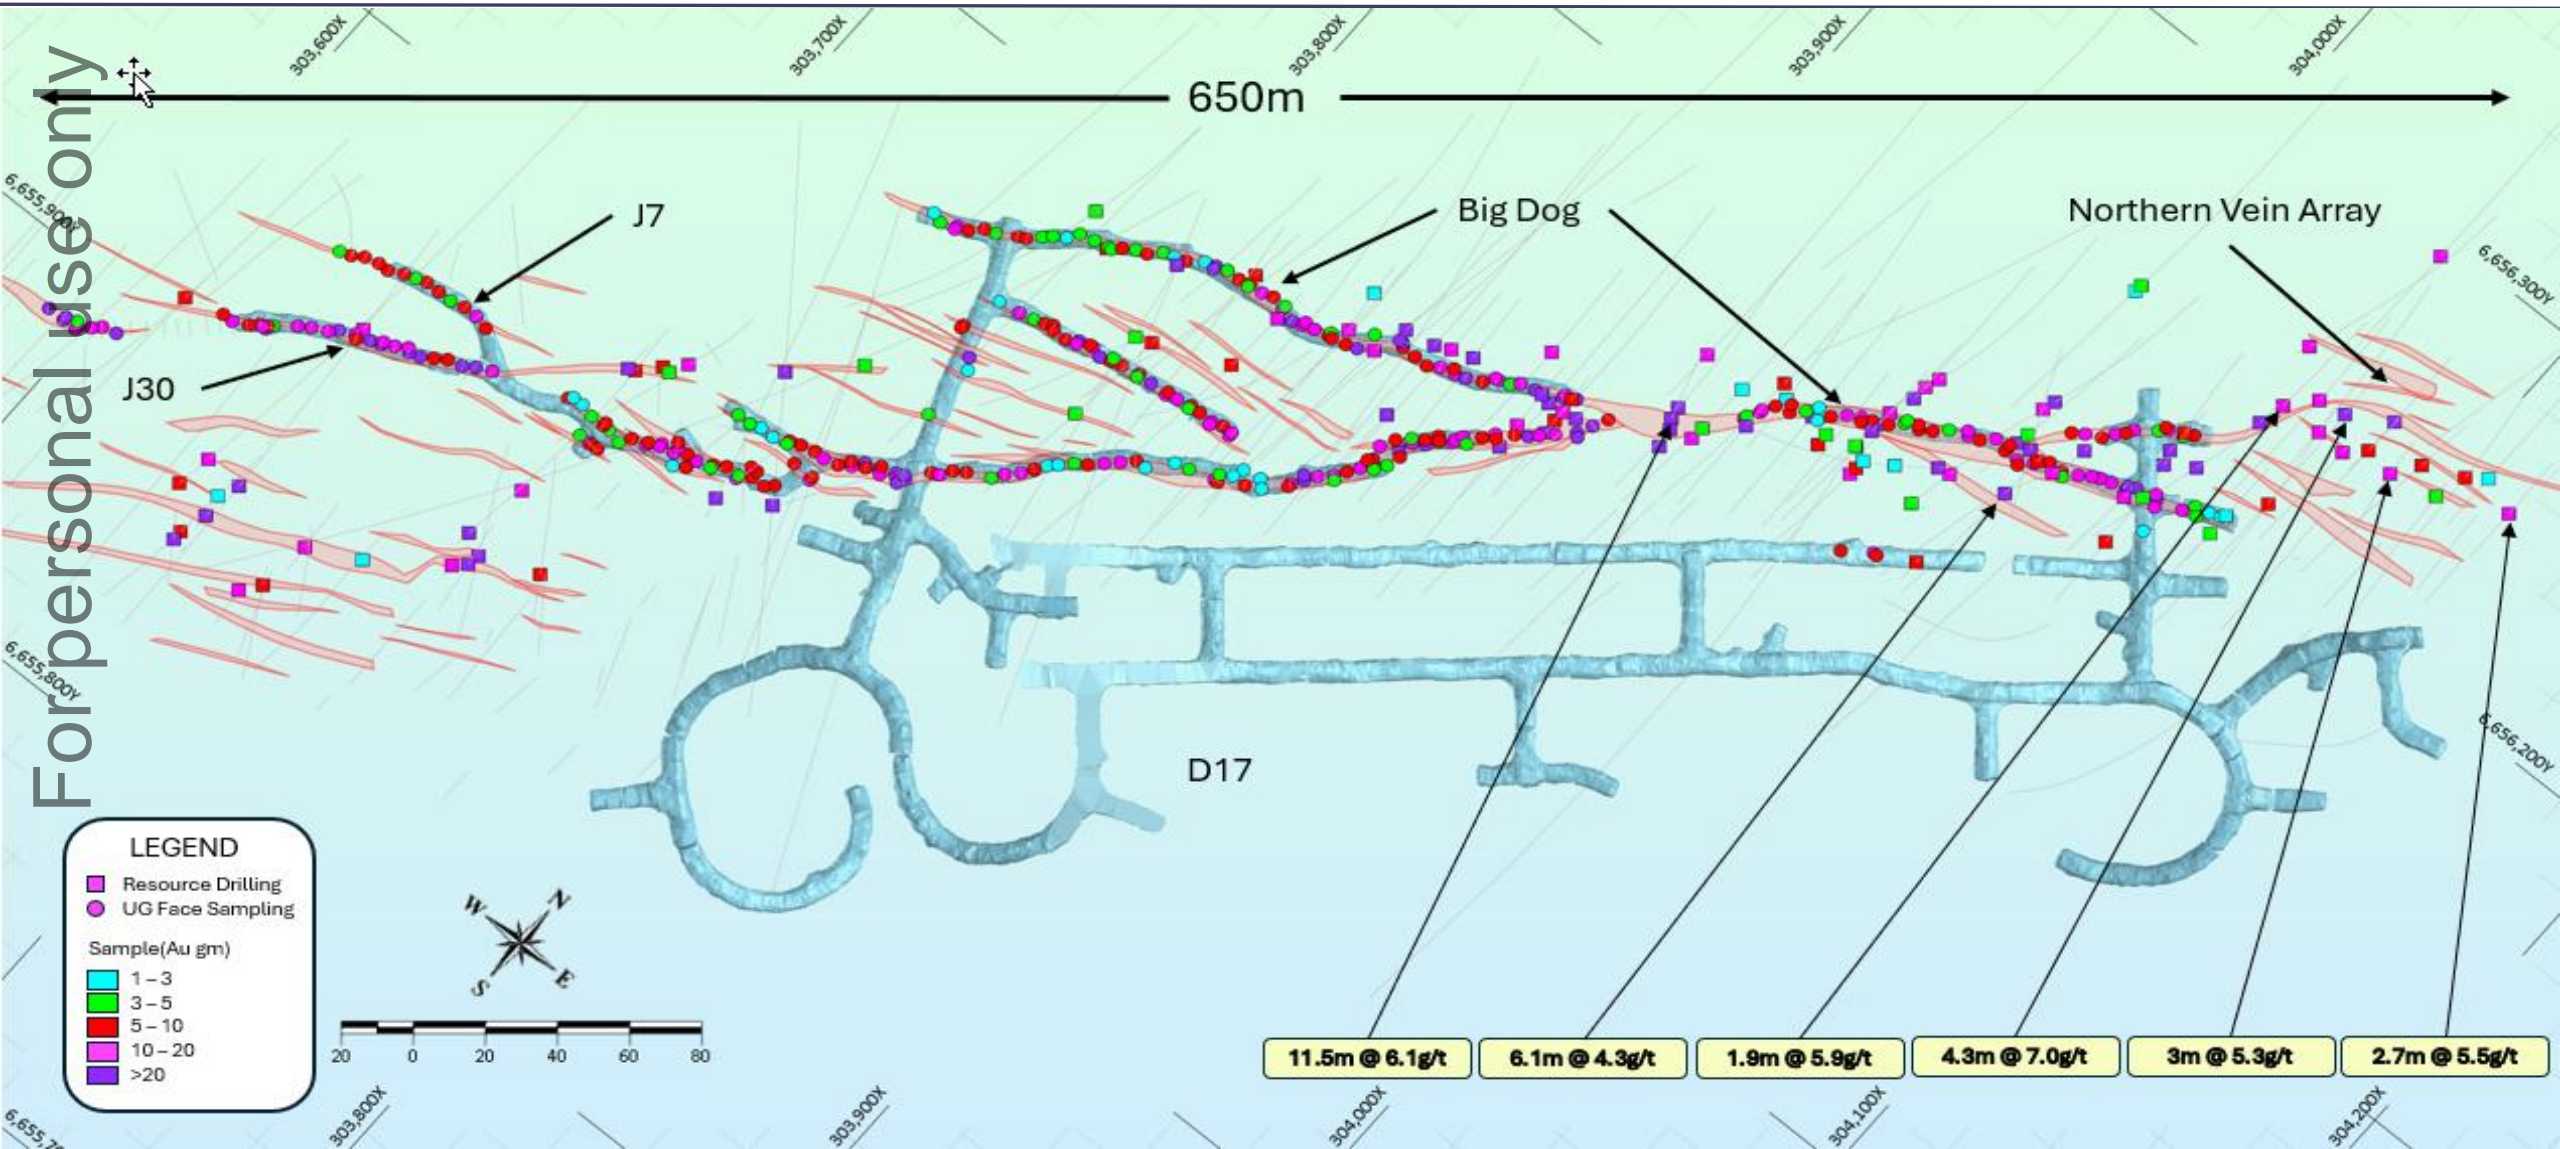 303,600X
303,700X
303,800X
303,900X
304,000X
650m
For personal use only
6,655,900Y
J7
Big Dog
Northern Vein Array
6,656,300Y
J30
6,655,800Y
6,656,200Y
D17
LEGEND
Resource Drilling
UG Face Sampling
Sample(Au gm)
1 – 3
3 – 5
5 – 10
10 – 20
>20
W
N
S
E
20 0 20 40 60 80
11.5m @ 6.1g/t
6.1m @ 4.3g/t
1.9m @ 5.9g/t
4.3m @ 7.0g/t
3m @ 5.3g/t
2.7m @ 5.5g/t
303,800X
303,900X
304,000X
304,100X
304,200X